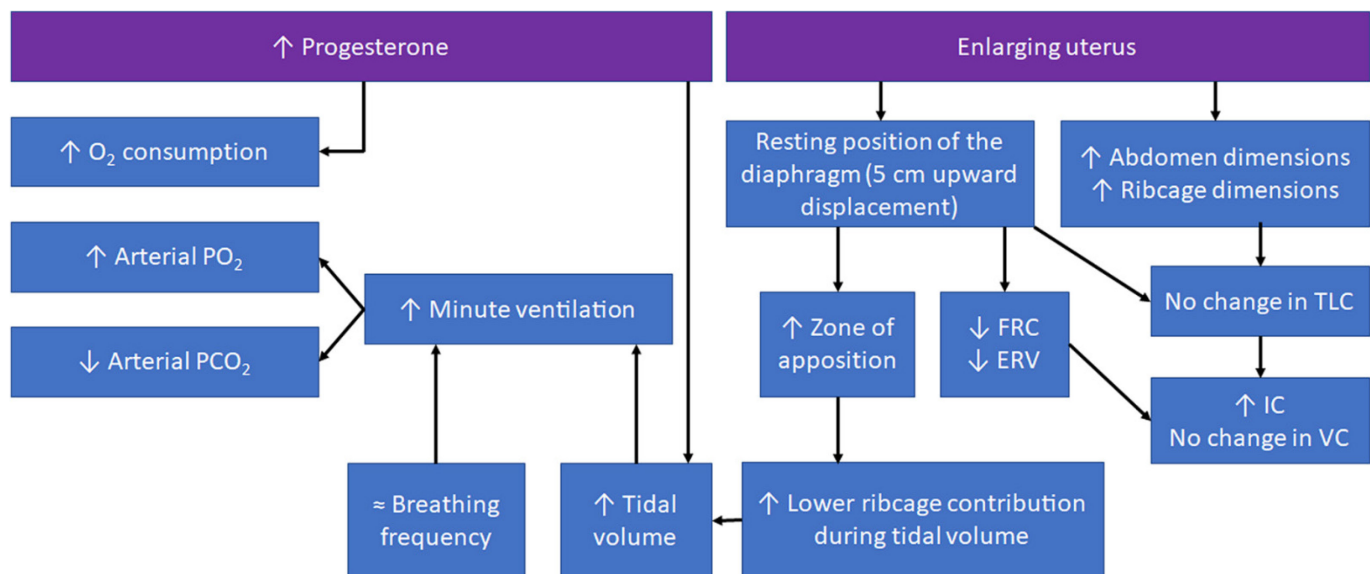 ↑ Progesterone
Enlarging uterus
↑ O₂ consumption
Resting position of the
diaphragm (5 cm upward
displacement)
↑ Abdomen dimensions
↑ Ribcage dimensions
↑ Arterial PO₂
↑ Minute ventilation
↓ Arterial PCO₂
↑ Zone of
apposition
↓ FRC
↓ ERV
No change in TLC
↑ IC
No change in VC
≈ Breathing
frequency
↑ Tidal
volume
↑ Lower ribcage contribution
during tidal volume